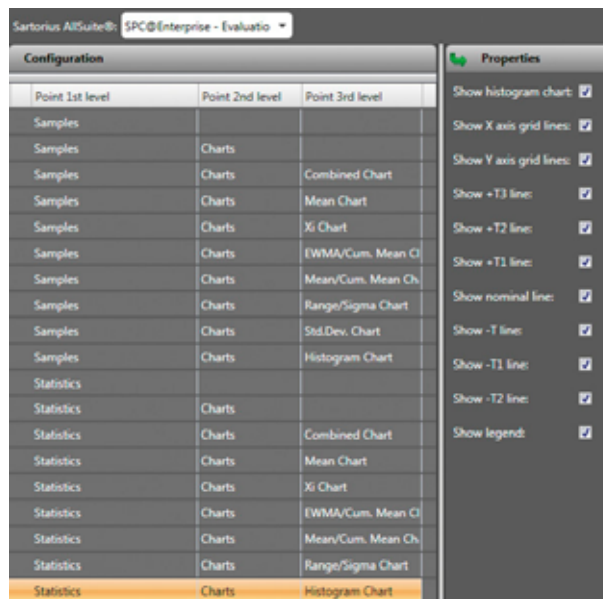 Sartorius AllSuite®: SPC@Enterprise - Evaluatio
Configuration
Point 1st level Point 2nd level Point 3rd level
Samples
Samples Charts
Samples Charts Combined Chart
Samples Charts Mean Chart
Samples Charts Xi Chart
Samples Charts EWMA/Cum. Mean Cl
Samples Charts Mean/Cum. Mean Ch
Samples Charts Range/Sigma Chart
Samples Charts Std.Dev. Chart
Samples Charts Histogram Chart
Statistics
Statistics Charts
Statistics Charts Combined Chart
Statistics Charts Mean Chart
Statistics Charts Xi Chart
Statistics Charts EWMA/Cum. Mean Cl
Statistics Charts Mean/Cum. Mean Ch
Statistics Charts Range/Sigma Chart
Statistics Charts Histogram Chart
Properties
Show histogram chart:
Show X axis grid lines:
Show Y axis grid lines:
Show +T3 line:
Show +T2 line:
Show +T1 line:
Show nominal line:
Show -T line:
Show -T1 line:
Show -T2 line:
Show legend: